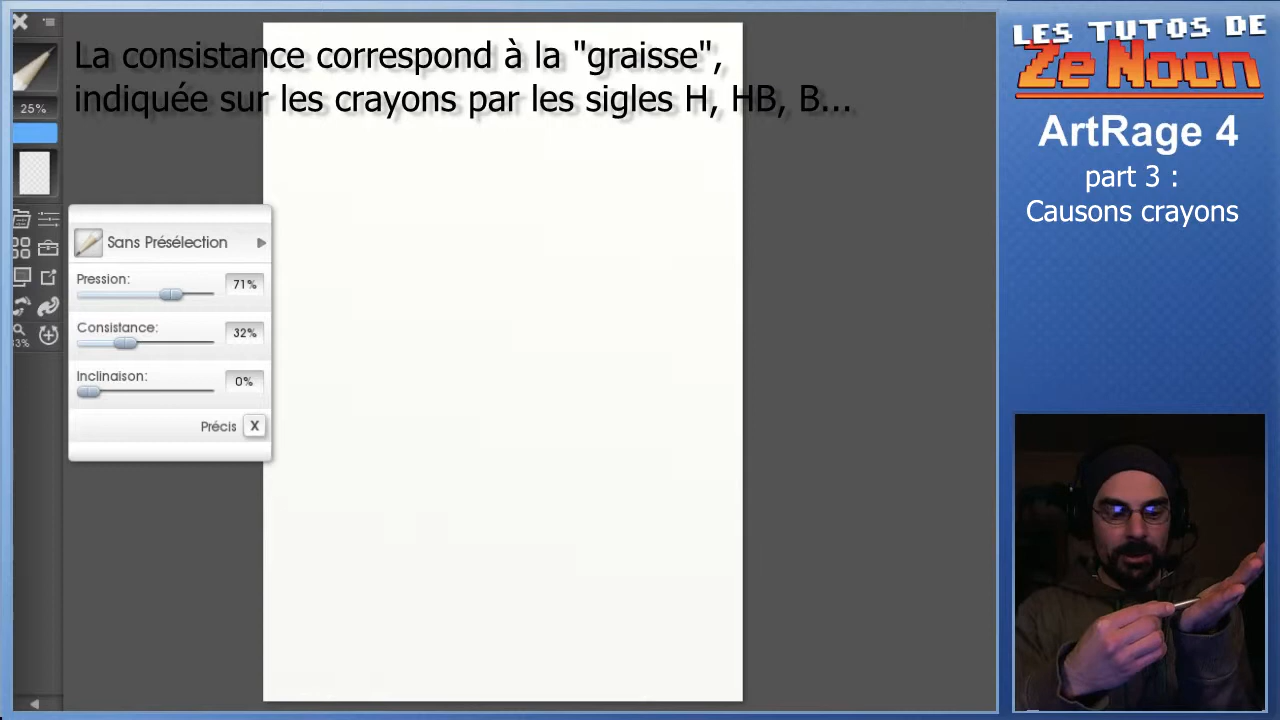 La consistance correspond à la "graisse",
indiquée sur les crayons par les sigles H, HB, B...
LES TUTOS DE
Ze Noon
ArtRage 4
part 3 :
Causons crayons
25%
Sans Présélection
Pression:
71%
Consistance:
32%
Inclinaison:
0%
Précis X